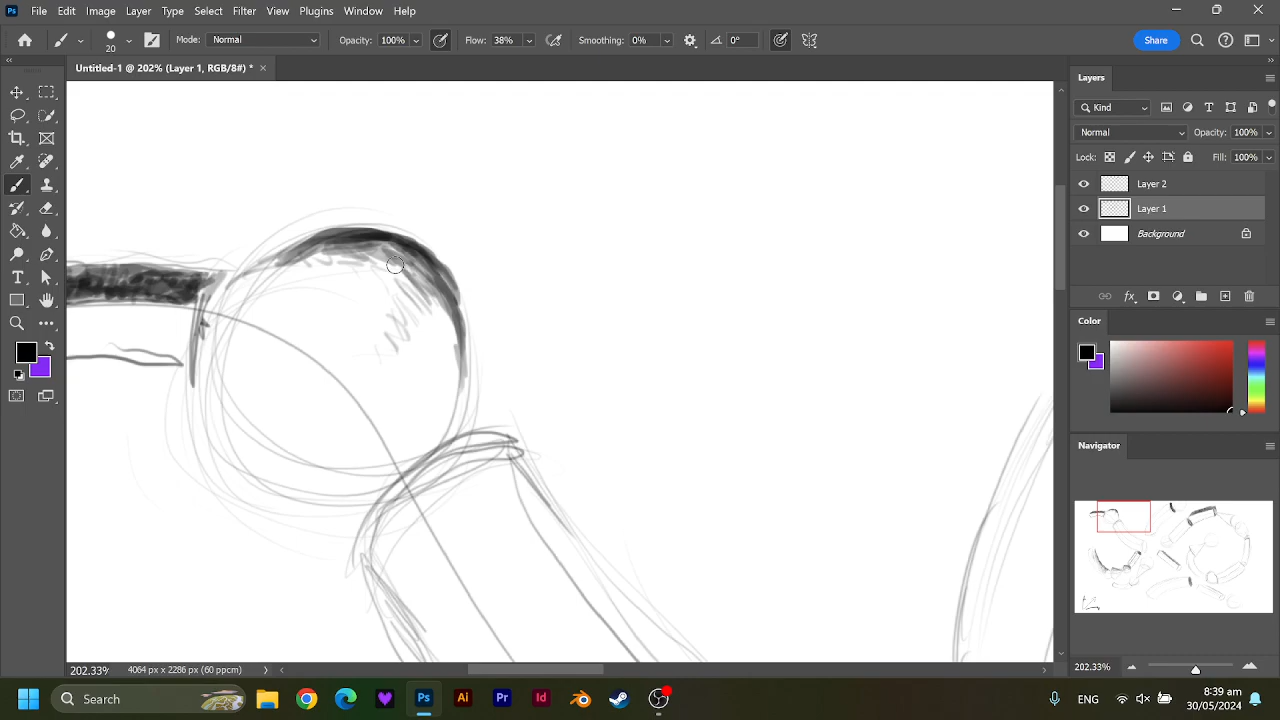 File Edit Image Layer Type Select Filter View Plugins Window Help
20 Mode: Normal Opacity: 100% Flow: 38% Smoothing: 0% 0° Share
Untitled-1 @ 202% (Layer 1, RGB/8#) *
Layers
Kind
Normal Opacity: 100%
Lock: Fill: 100%
Layer 2
Layer 1
Background
Color
Navigator
202.33% 4064 px x 2286 px (60 ppcm)
202.33%
Search
ENG
8:39 am
30/05/2024